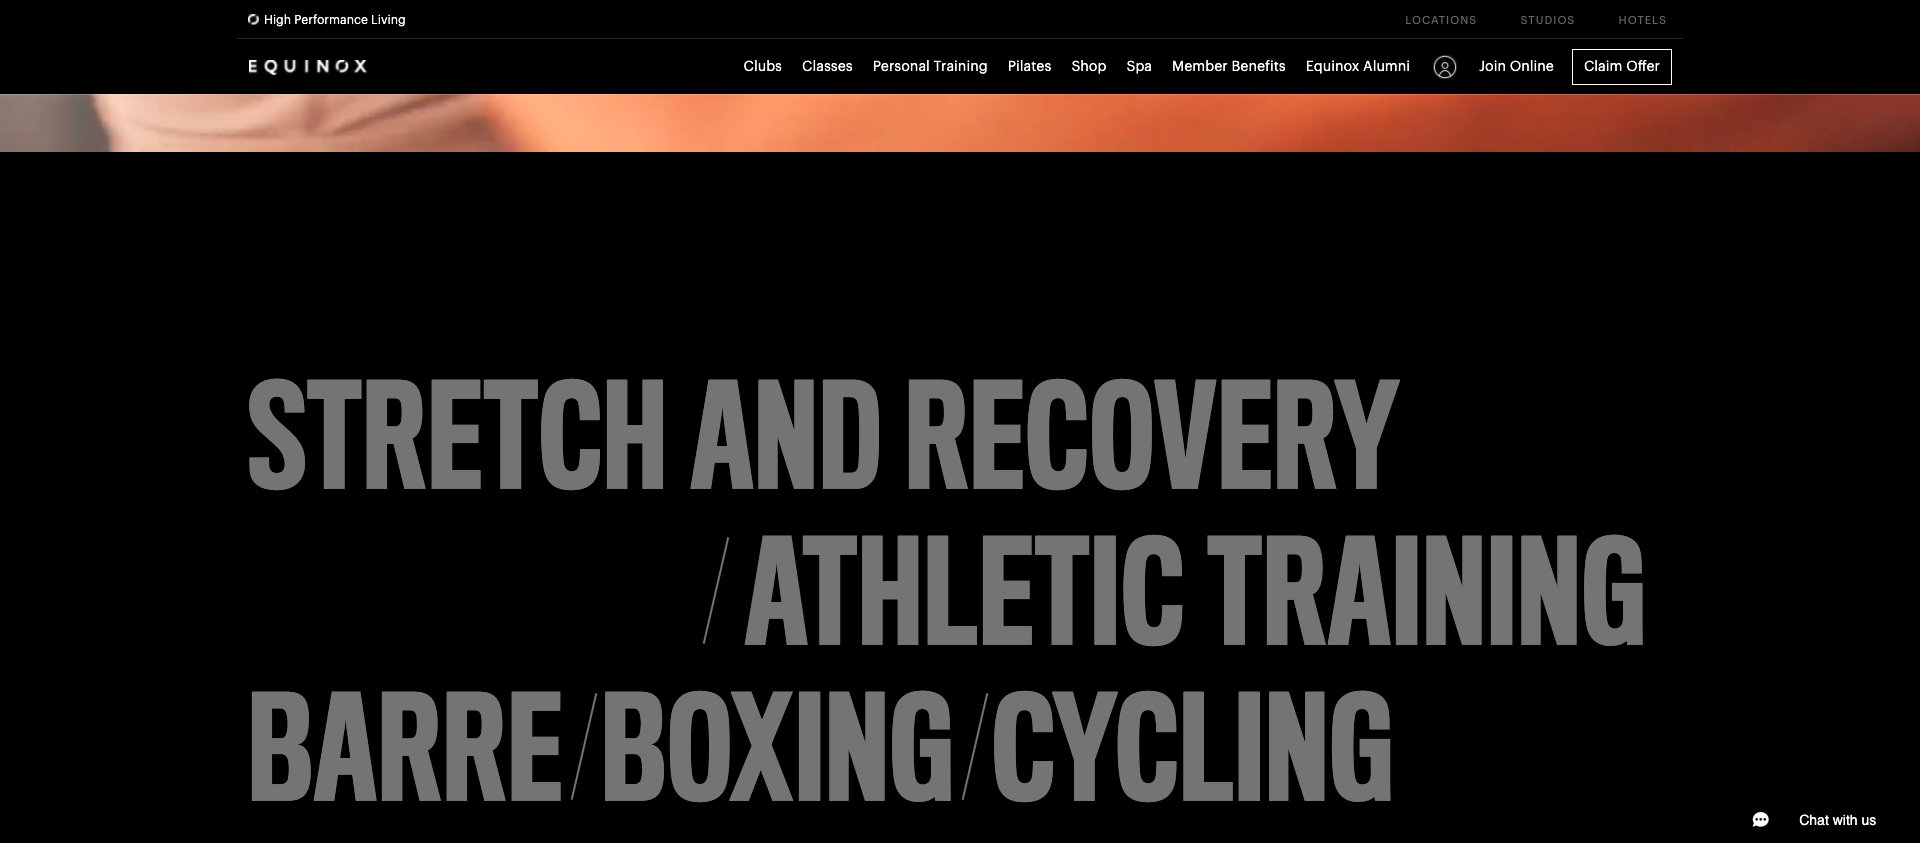 High Performance Living
LOCATIONS STUDIOS HOTELS
EQUINOX
Clubs Classes Personal Training Pilates Shop Spa Member Benefits Equinox Alumni Join Online Claim Offer
STRETCH AND RECOVERY
/ ATHLETIC TRAINING
BARRE / BOXING / CYCLING
Chat with us